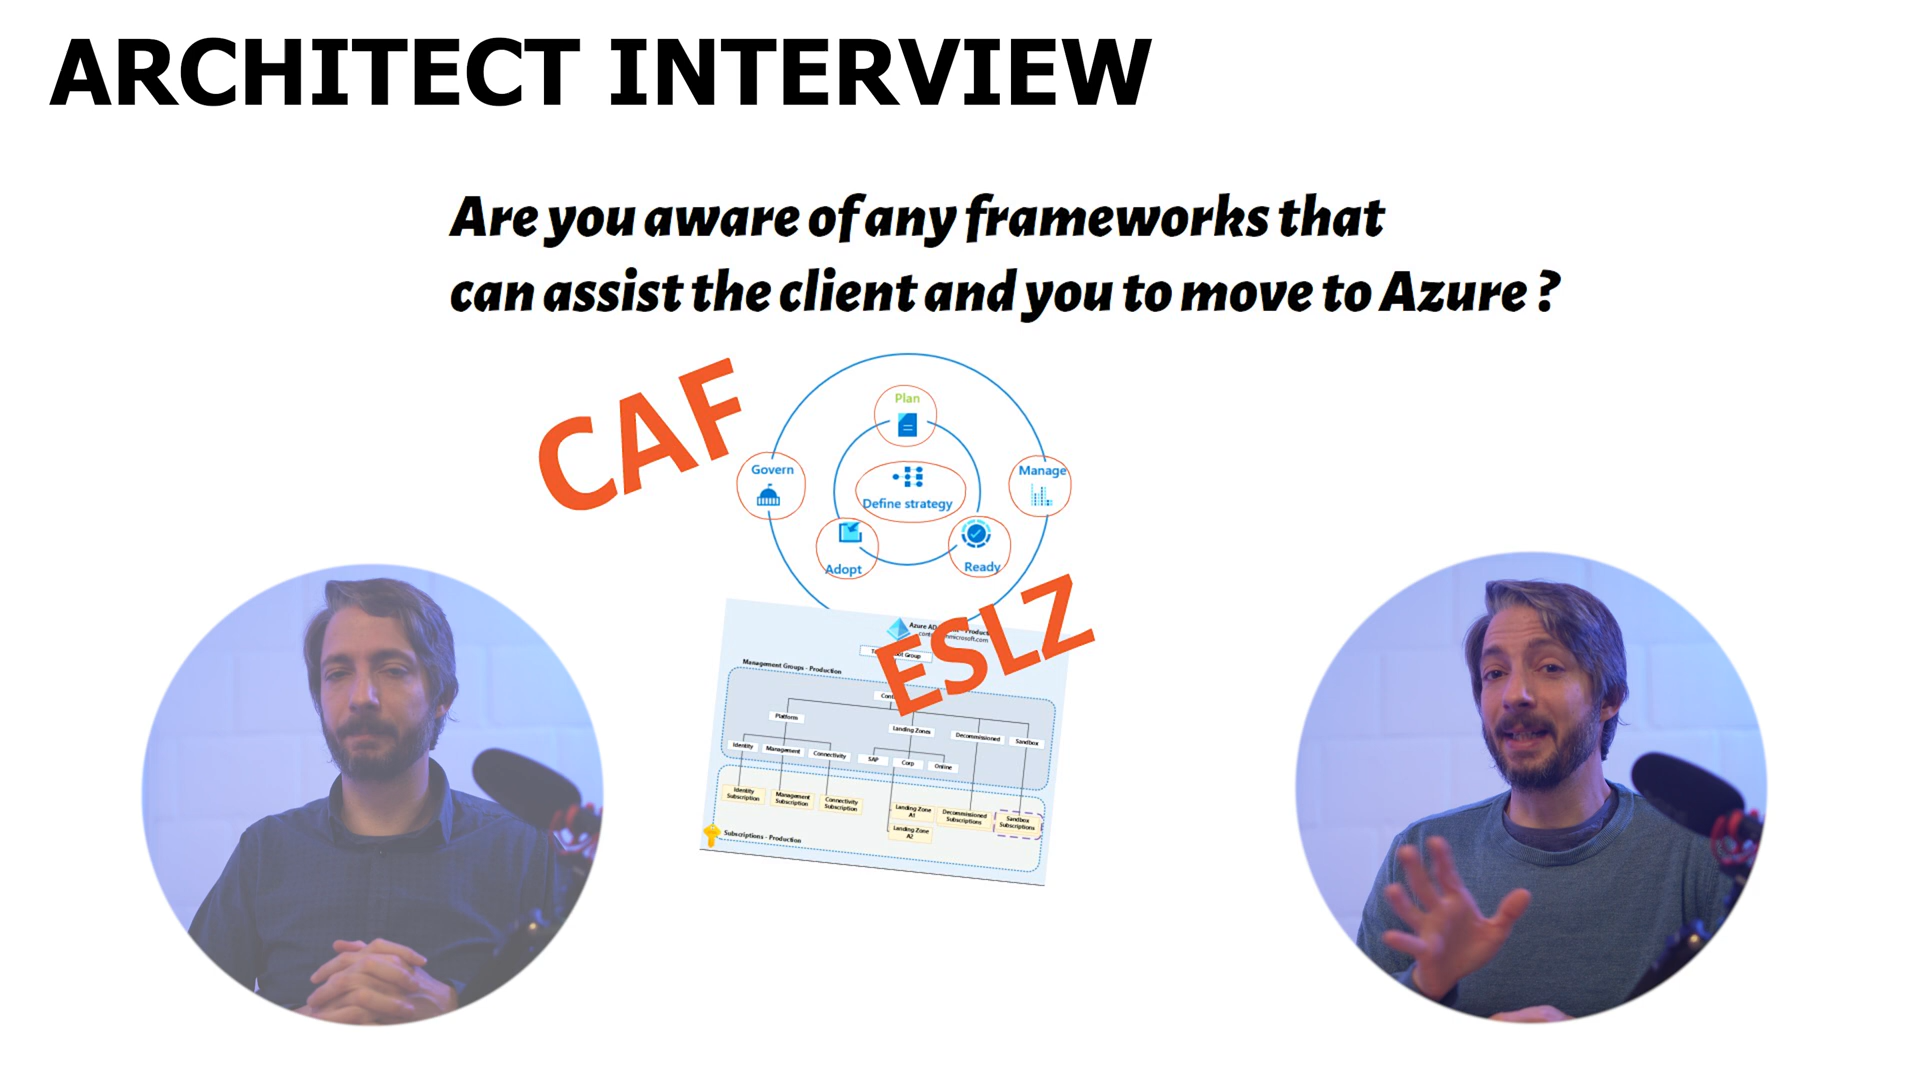 ARCHITECT INTERVIEW
Are you aware of any frameworks that
can assist the client and you to move to Azure ?
CAF
Plan
Govern
Manage
Define strategy
Adopt
Ready
ESLZ
Azure AD
Group
Management Groups - Production
Platform
Landing Zones
Decommissioned
Sandbox
Identity
Management
Connectivity
SAP
Corp
Online
Identity
Subscription
Management
Subscription
Connectivity
Subscription
Landing Zone
A1
Decommissioned
Subscriptions
Sandbox
Subscriptions
Landing Zone
A2
Subscriptions - Production